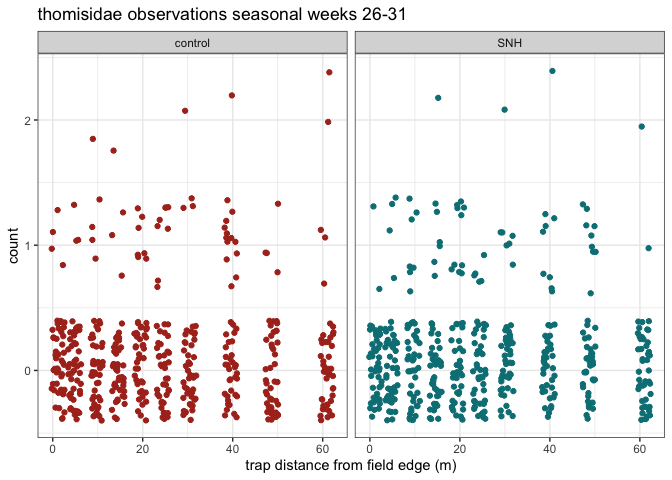 thomisidae observations seasonal weeks 26-31
control
SNH
2
1
0
count
0
20
40
60
0
20
40
60
trap distance from field edge (m)